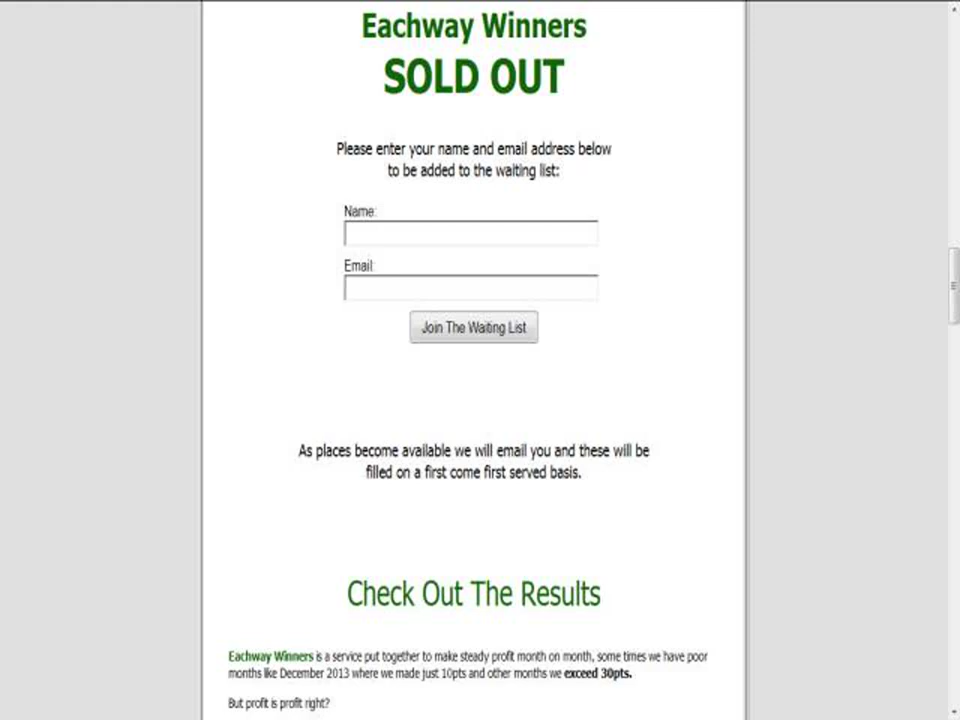 Eachway Winners
SOLD OUT
Please enter your name and email address below
to be added to the waiting list:
Name:
Email:
Join The Waiting List
As places become available we will email you and these will be
filled on a first come first served basis.
Check Out The Results
Eachway Winners is a service put together to make steady profit month on month, some times we have poor
months like December 2013 where we made just 10pts and other months we exceed 30pts.
But profit is profit right?